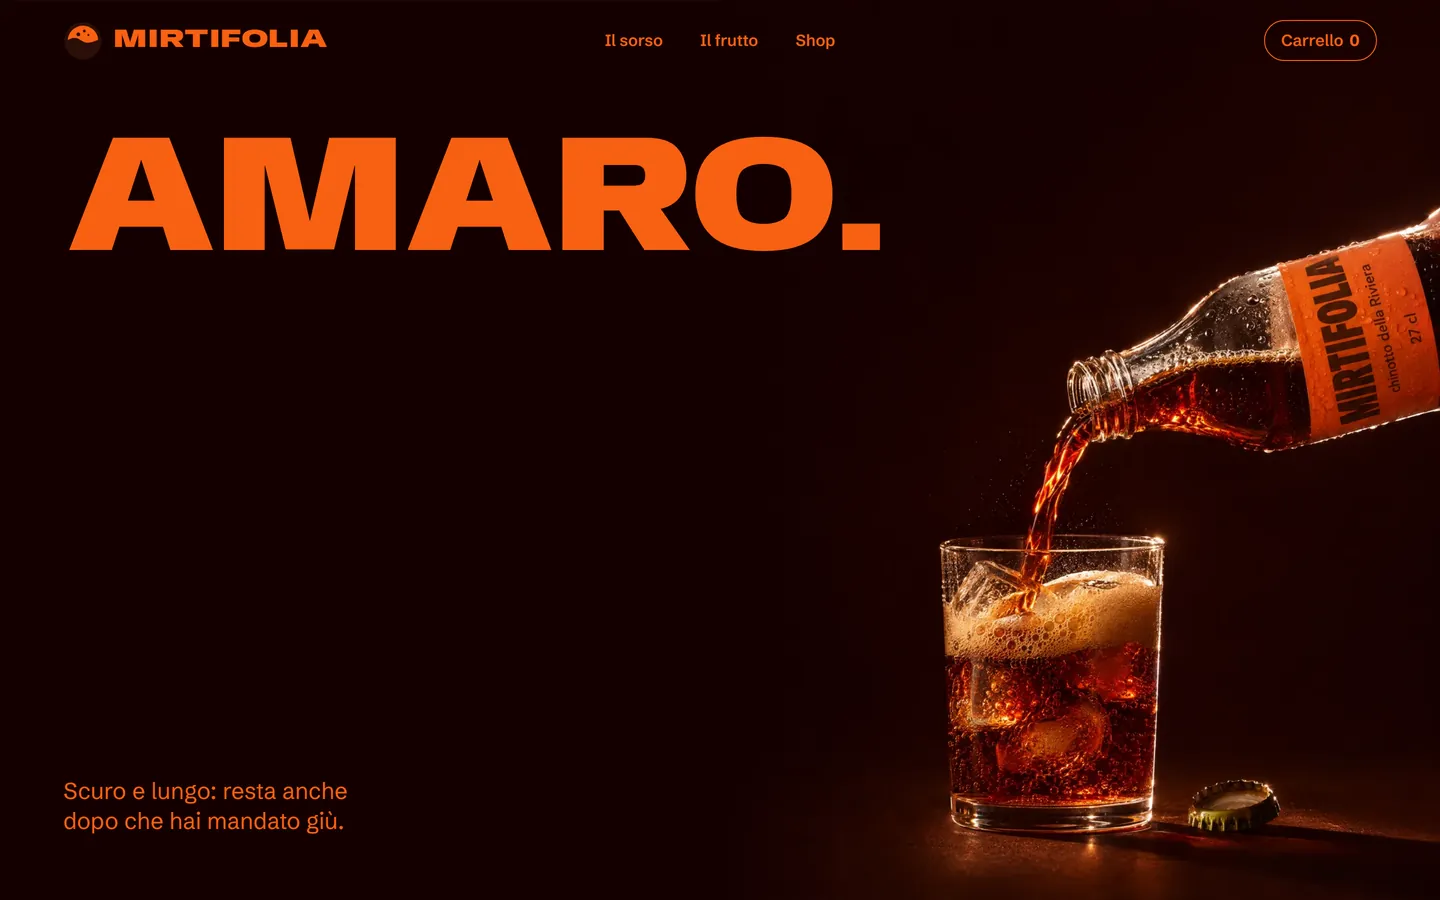 MIRTIFOLIA
Il sorso
Il frutto
Shop
Carrello 0
AMARO.
MIRTIFOLIA
chinotto della Riviera
27 cl
Scuro e lungo: resta anche
dopo che hai mandato giù.